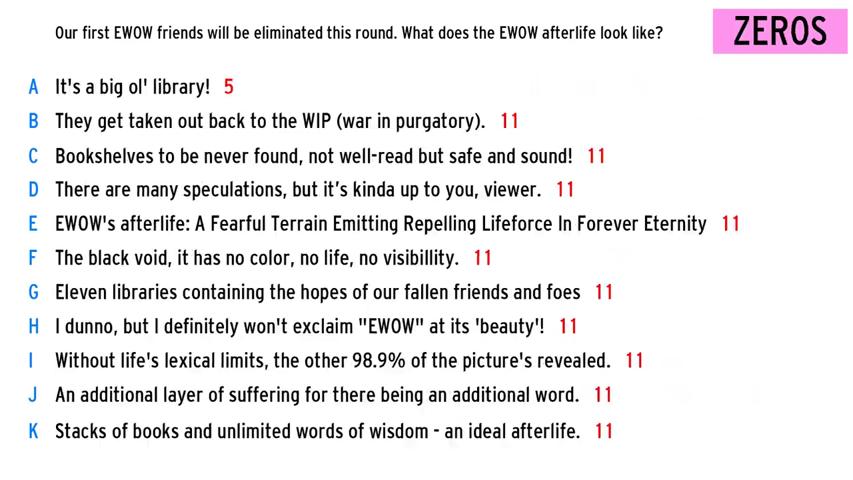 Our first EWOW friends will be eliminated this round. What does the EWOW afterlife look like?
ZEROS
A It's a big ol' library! 5
B They get taken out back to the WIP (war in purgatory). 11
C Bookshelves to be never found, not well-read but safe and sound! 11
D There are many speculations, but it’s kinda up to you, viewer. 11
E EWOW's afterlife: A Fearful Terrain Emitting Repelling Lifeforce In Forever Eternity 11
F The black void, it has no color, no life, no visibillity. 11
G Eleven libraries containing the hopes of our fallen friends and foes 11
H I dunno, but I definitely won't exclaim "EWOW" at its 'beauty'! 11
I Without life's lexical limits, the other 98.9% of the picture's revealed. 11
J An additional layer of suffering for there being an additional word. 11
K Stacks of books and unlimited words of wisdom - an ideal afterlife. 11